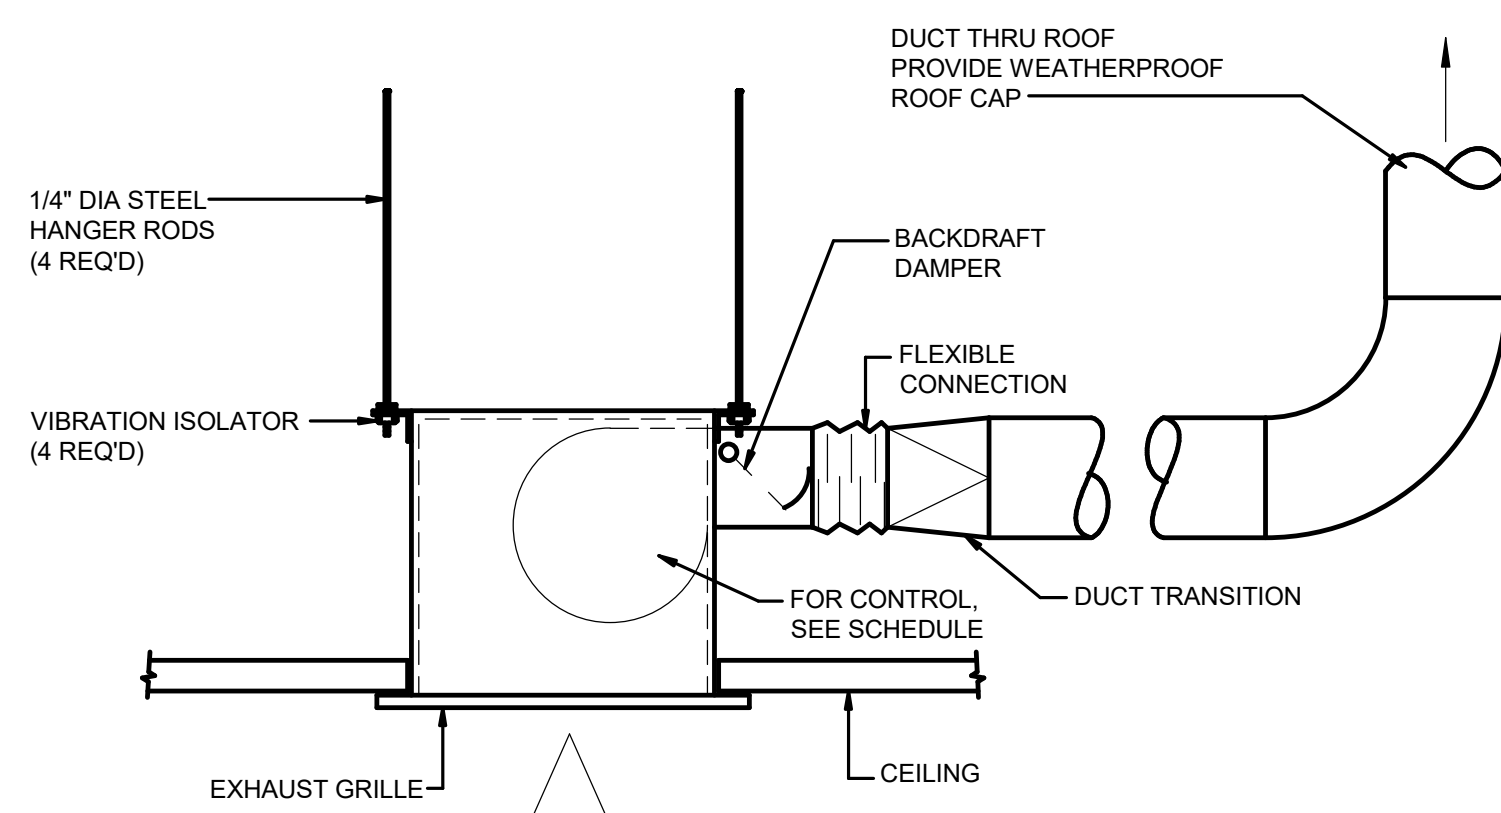 DUCT THRU ROOF
PROVIDE WEATHERPROOF
ROOF CAP
1/4" DIA STEEL
HANGER RODS
(4 REQ'D)
BACKDRAFT
DAMPER
FLEXIBLE
CONNECTION
VIBRATION ISOLATOR
(4 REQ'D)
FOR CONTROL,
SEE SCHEDULE
DUCT TRANSITION
EXHAUST GRILLE
CEILING